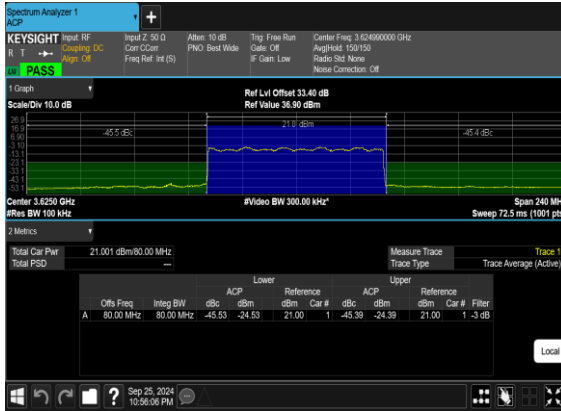 Spectrum Analyzer 1
ACP
KEYSIGHT
R T
LM PASS
Input: RF
Coupling: DC
Align: Off
Input Z: 50 Ω
Corr CCorr
Freq Ref: Int (S)
Atten: 10 dB
PNO: Best Wide
Trig: Free Run
Gate: Off
IF Gain: Low
Center Freq: 3.624990000 GHz
Avg|Hold: 150/150
Radio Std: None
Noise Correction: Off
1 Graph
Scale/Div 10.0 dB
Ref Lvl Offset 33.40 dB
Ref Value 36.90 dBm
26.9
16.9
6.90
-3.10
-13.1
-23.1
-33.1
-43.1
-53.1
-45.5 dBc
21.0 dBm
-45.4 dBc
Center 3.6250 GHz
#Video BW 300.00 kHz*
Span 240 MH
#Res BW 100 kHz
Sweep 72.5 ms (1001 pts
2 Metrics
Total Car Pwr 21.001 dBm/80.00 MHz
Total PSD ---
Measure Trace Trace 1
Trace Type Trace Average (Active)
Lower Upper
ACP Reference ACP Reference
Offs Freq Integ BW dBc dBm dBm Car # dBc dBm dBm Car # Filter
A 80.00 MHz 80.00 MHz -45.53 -24.53 21.00 1 -45.39 -24.39 21.00 1 -3 dB
Local
?
Sep 25, 2024
10:56:06 PM